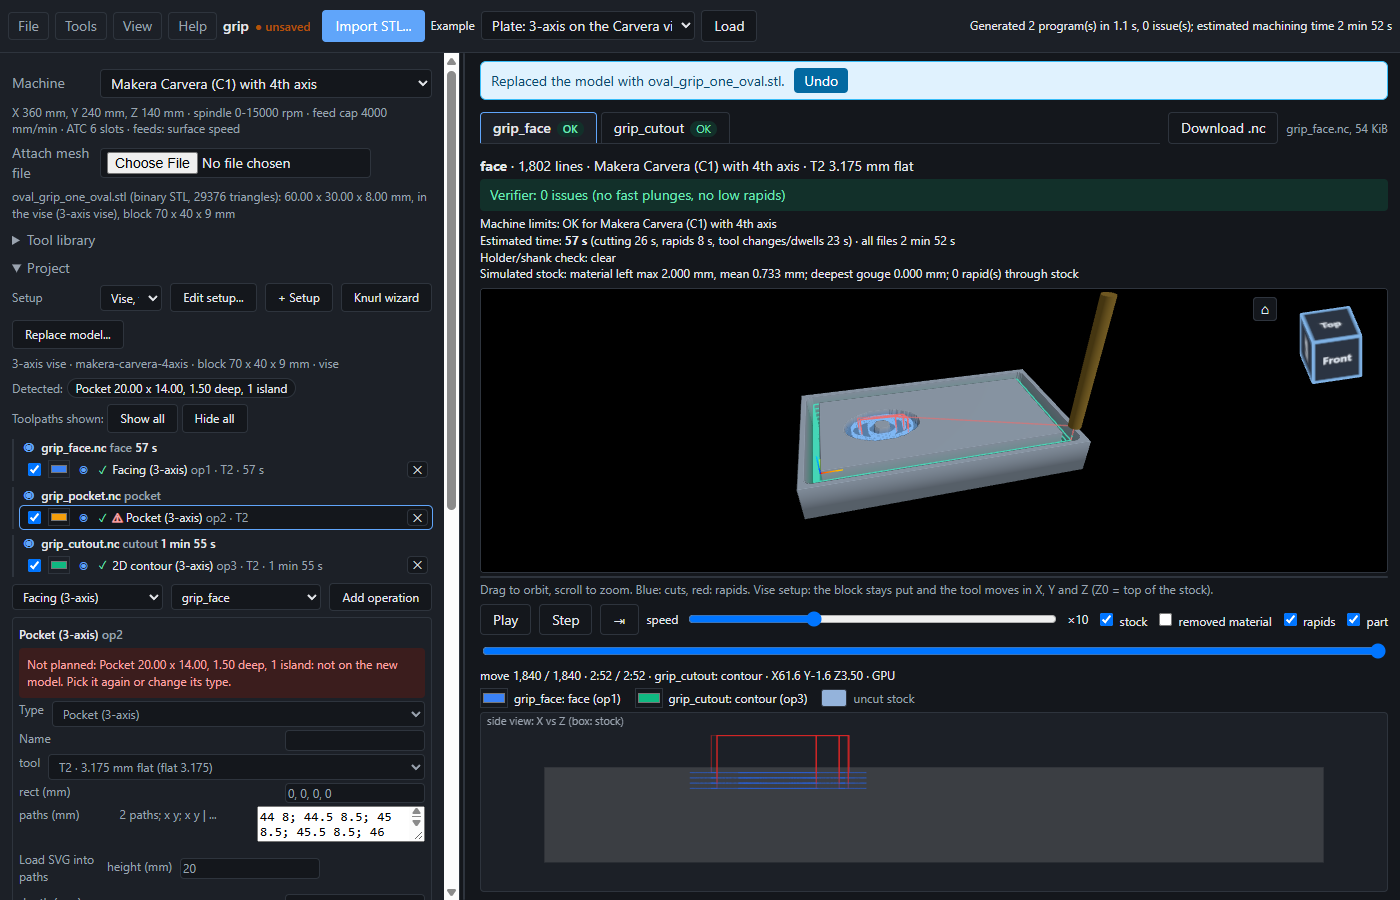 File Tools View Help grip • unsaved Import STL... Example Plate: 3-axis on the Carvera vi Load Generated 2 program(s) in 1.1 s, 0 issue(s); estimated machining time 2 min 52 s
Machine Makera Carvera (C1) with 4th axis
X 360 mm, Y 240 mm, Z 140 mm · spindle 0-15000 rpm · feed cap 4000
mm/min · ATC 6 slots · feeds: surface speed
Attach mesh file Choose File No file chosen
oval_grip_one_oval.stl (binary STL, 29376 triangles): 60.00 x 30.00 x 8.00 mm, in
the vise (3-axis vise), block 70 x 40 x 9 mm
Tool library
Project
Setup Vise, Edit setup... + Setup Knurl wizard
Replace model...
3-axis vise · makera-carvera-4axis · block 70 x 40 x 9 mm · vise
Detected: Pocket 20.00 x 14.00, 1.50 deep, 1 island
Toolpaths shown: Show all Hide all
grip_face.nc face 57 s
Facing (3-axis) op1 · T2 · 57 s
grip_pocket.nc pocket
Pocket (3-axis) op2 · T2
grip_cutout.nc cutout 1 min 55 s
2D contour (3-axis) op3 · T2 · 1 min 55 s
Facing (3-axis) grip_face Add operation
Pocket (3-axis) op2
Not planned: Pocket 20.00 x 14.00, 1.50 deep, 1 island: not on the new
model. Pick it again or change its type.
Type Pocket (3-axis)
Name
tool T2 · 3.175 mm flat (flat 3.175)
rect (mm) 0, 0, 0, 0
paths (mm) 2 paths; x y; x y | ... 44 8; 44.5 8.5; 45
8.5; 45.5 8.5; 46
Load SVG into paths height (mm) 20
Replaced the model with oval_grip_one_oval.stl. Undo
grip_face OK grip_cutout OK Download .nc grip_face.nc, 54 KiB
face · 1,802 lines · Makera Carvera (C1) with 4th axis · T2 3.175 mm flat
Verifier: 0 issues (no fast plunges, no low rapids)
Machine limits: OK for Makera Carvera (C1) with 4th axis
Estimated time: 57 s (cutting 26 s, rapids 8 s, tool changes/dwells 23 s) · all files 2 min 52 s
Holder/shank check: clear
Simulated stock: material left max 2.000 mm, mean 0.733 mm; deepest gouge 0.000 mm; 0 rapid(s) through stock
Top
Front
Drag to orbit, scroll to zoom. Blue: cuts, red: rapids. Vise setup: the block stays put and the tool moves in X, Y and Z (Z0 = top of the stock).
Play Step ⇥ speed ×10 stock removed material rapids part
move 1,840 / 1,840 · 2:52 / 2:52 · grip_cutout: contour · X61.6 Y-1.6 Z3.50 · GPU
grip_face: face (op1) grip_cutout: contour (op3) uncut stock
side view: X vs Z (box: stock)